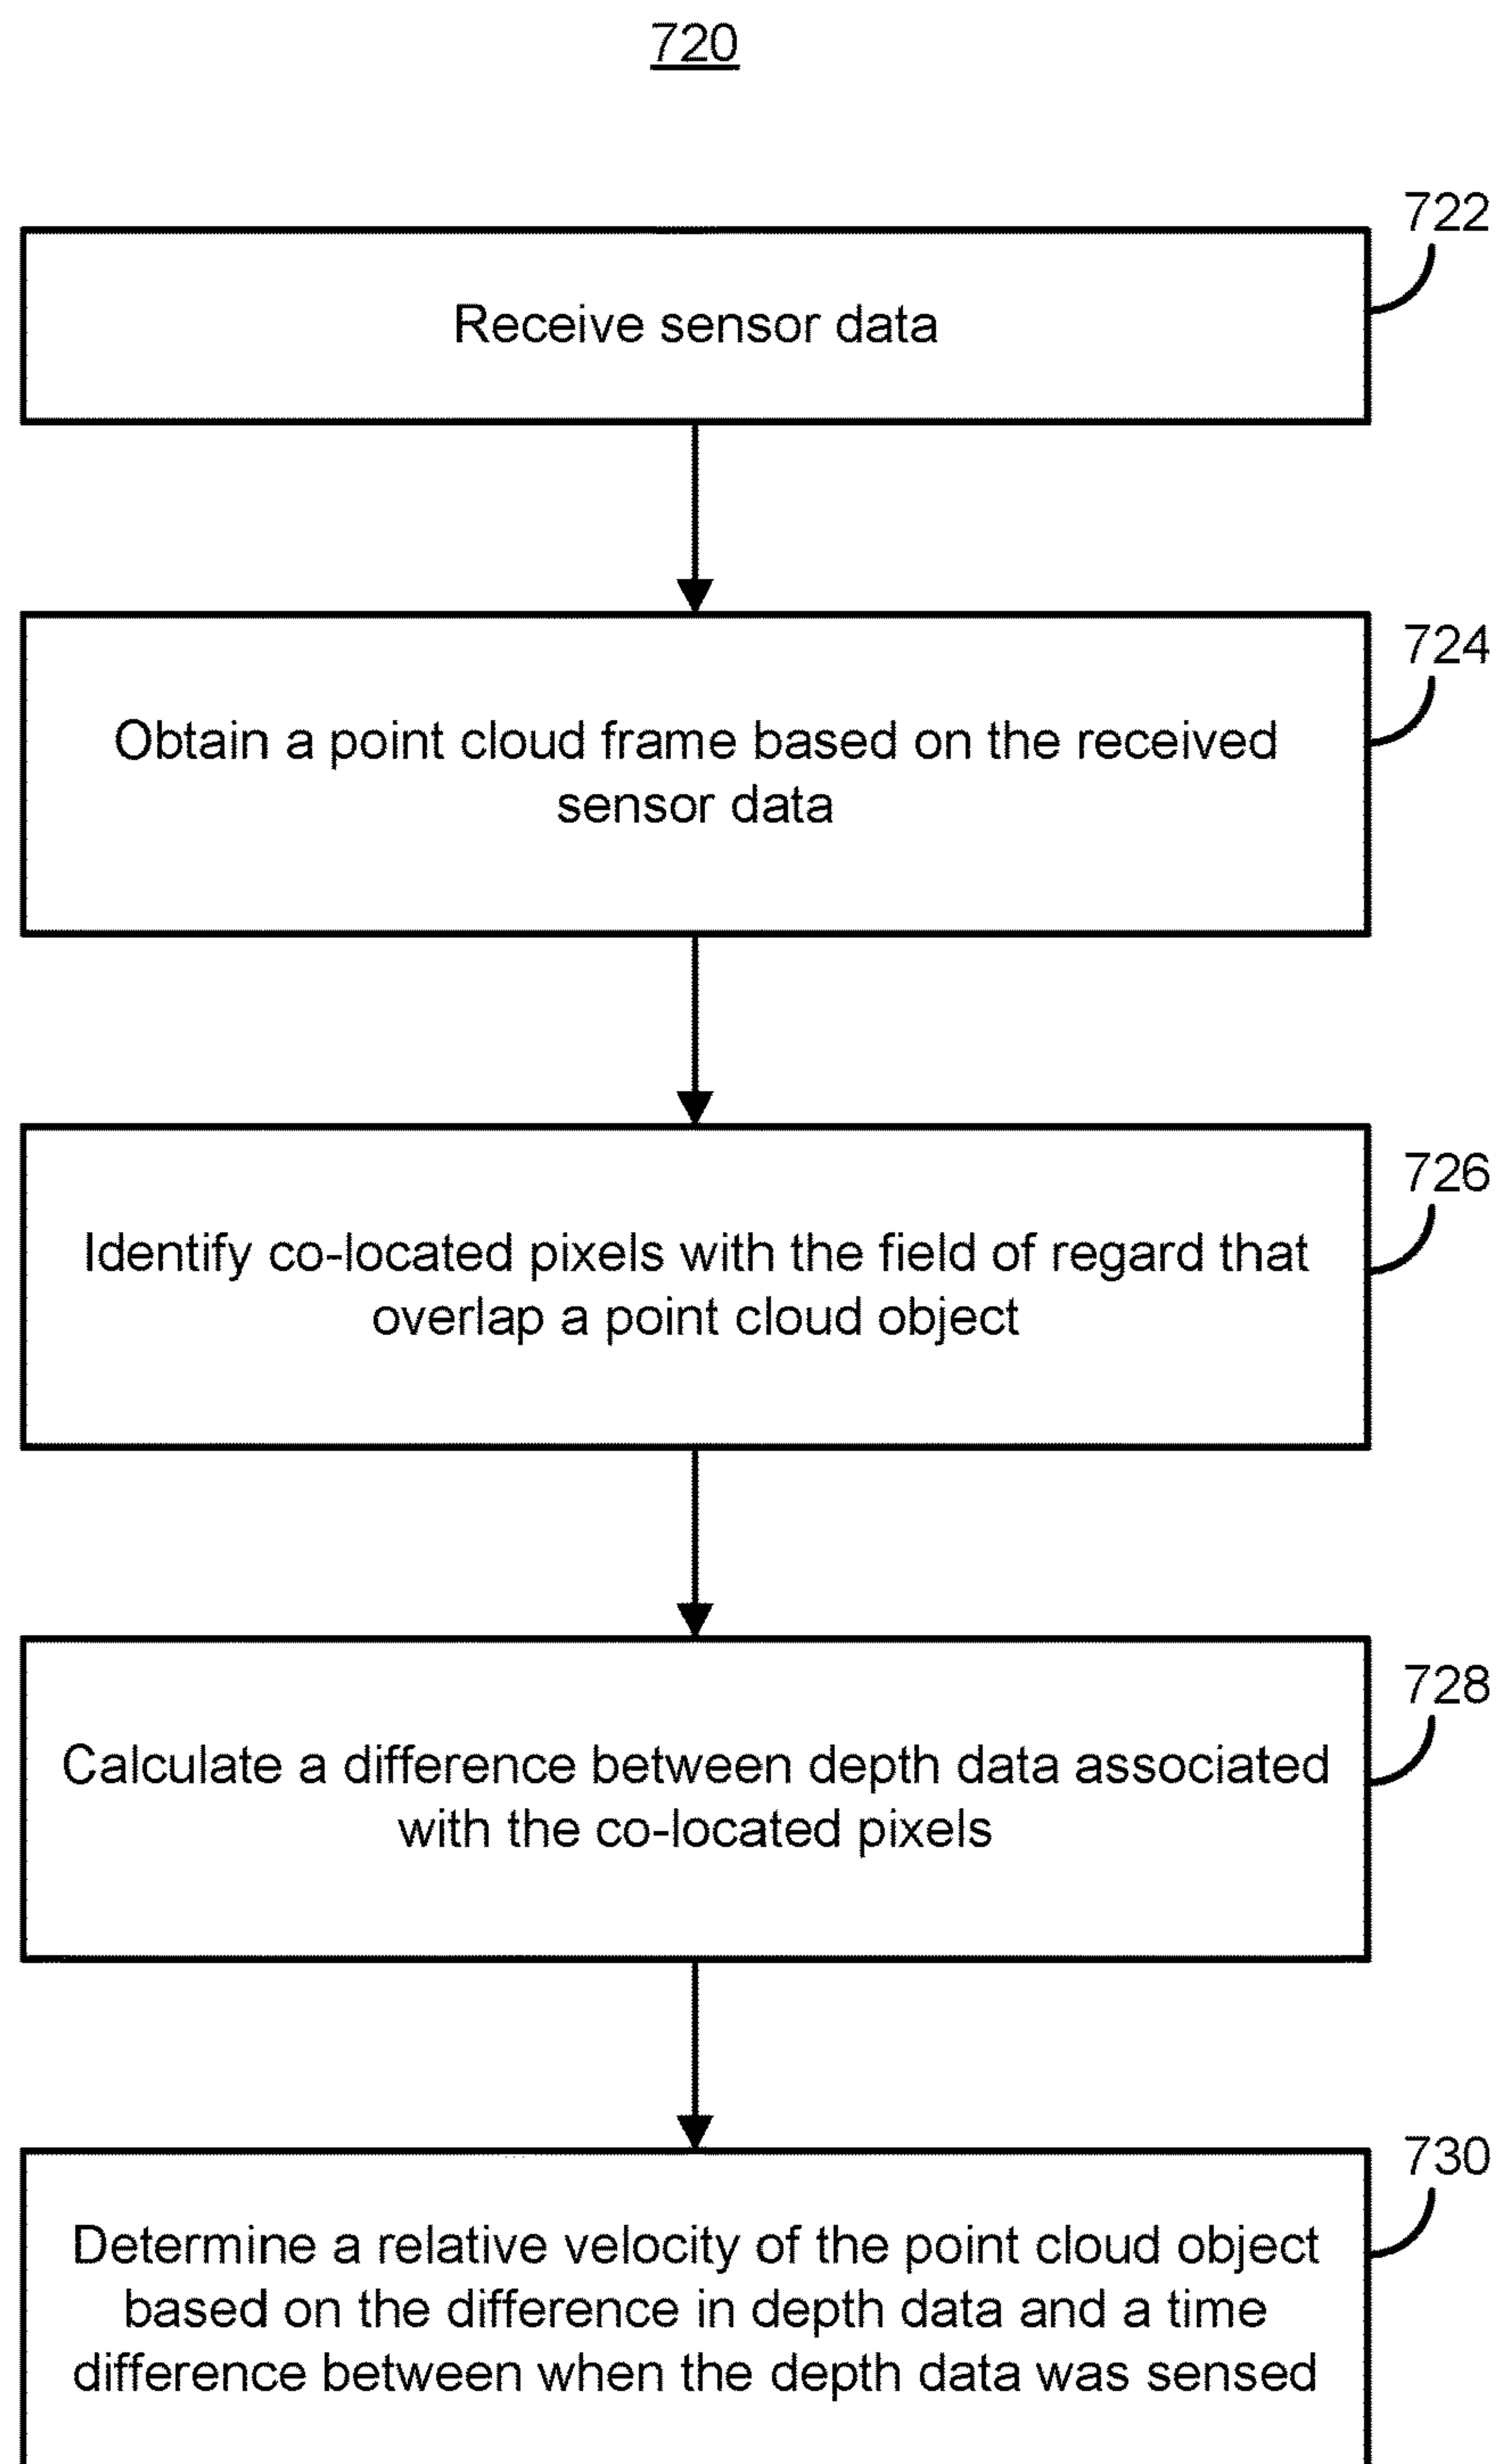 720
722
Receive sensor data
724
Obtain a point cloud frame based on the received
sensor data
726
Identify co-located pixels with the field of regard that
overlap a point cloud object
728
Calculate a difference between depth data associated
with the co-located pixels
730
Determine a relative velocity of the point cloud object
based on the difference in depth data and a time
difference between when the depth data was sensed